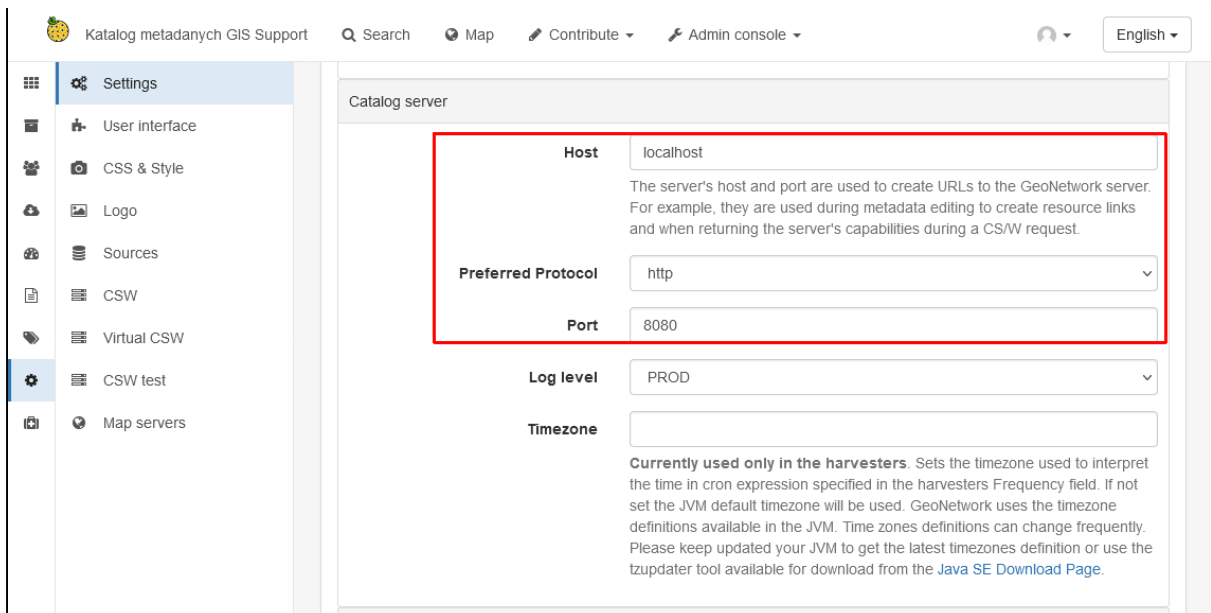 Katalog metadanych GIS Support
Search
Map
Contribute
Admin console
English
Settings
User interface
CSS & Style
Logo
Sources
CSW
Virtual CSW
CSW test
Map servers
Catalog server
Host
localhost
The server's host and port are used to create URLs to the GeoNetwork server.
For example, they are used during metadata editing to create resource links
and when returning the server's capabilities during a CS/W request.
Preferred Protocol
http
Port
8080
Log level
PROD
Timezone
Currently used only in the harvesters. Sets the timezone used to interpret
the time in cron expression specified in the harvesters Frequency field. If not
set the JVM default timezone will be used. GeoNetwork uses the timezone
definitions available in the JVM. Time zones definitions can change frequently.
Please keep updated your JVM to get the latest timezones definition or use the
tzupdater tool available for download from the Java SE Download Page.